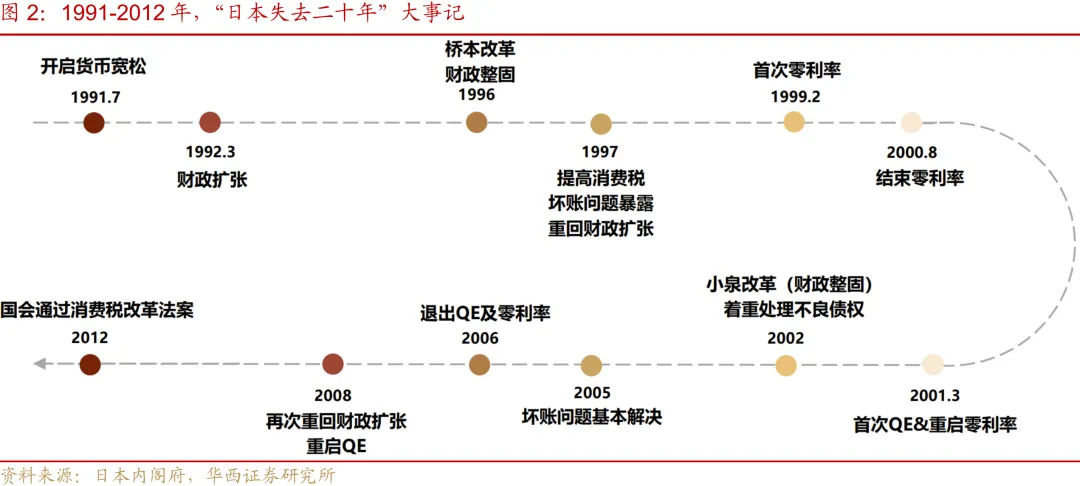 图 2：1991-2012 年，“日本失去二十年”大事记
开启货币宽松
1991.7
1992.3
财政扩张
桥本改革
财政整固
1996
1997
提高消费税
坏账问题暴露
重回财政扩张
首次零利率
1999.2
2000.8
结束零利率
2001.3
首次QE&重启零利率
小泉改革（财政整固）
着重处理不良债权
2002
2005
坏账问题基本解决
退出QE及零利率
2006
2008
再次重回财政扩张
重启QE
国会通过消费税改革法案
2012
资料来源：日本内阁府，华西证券研究所